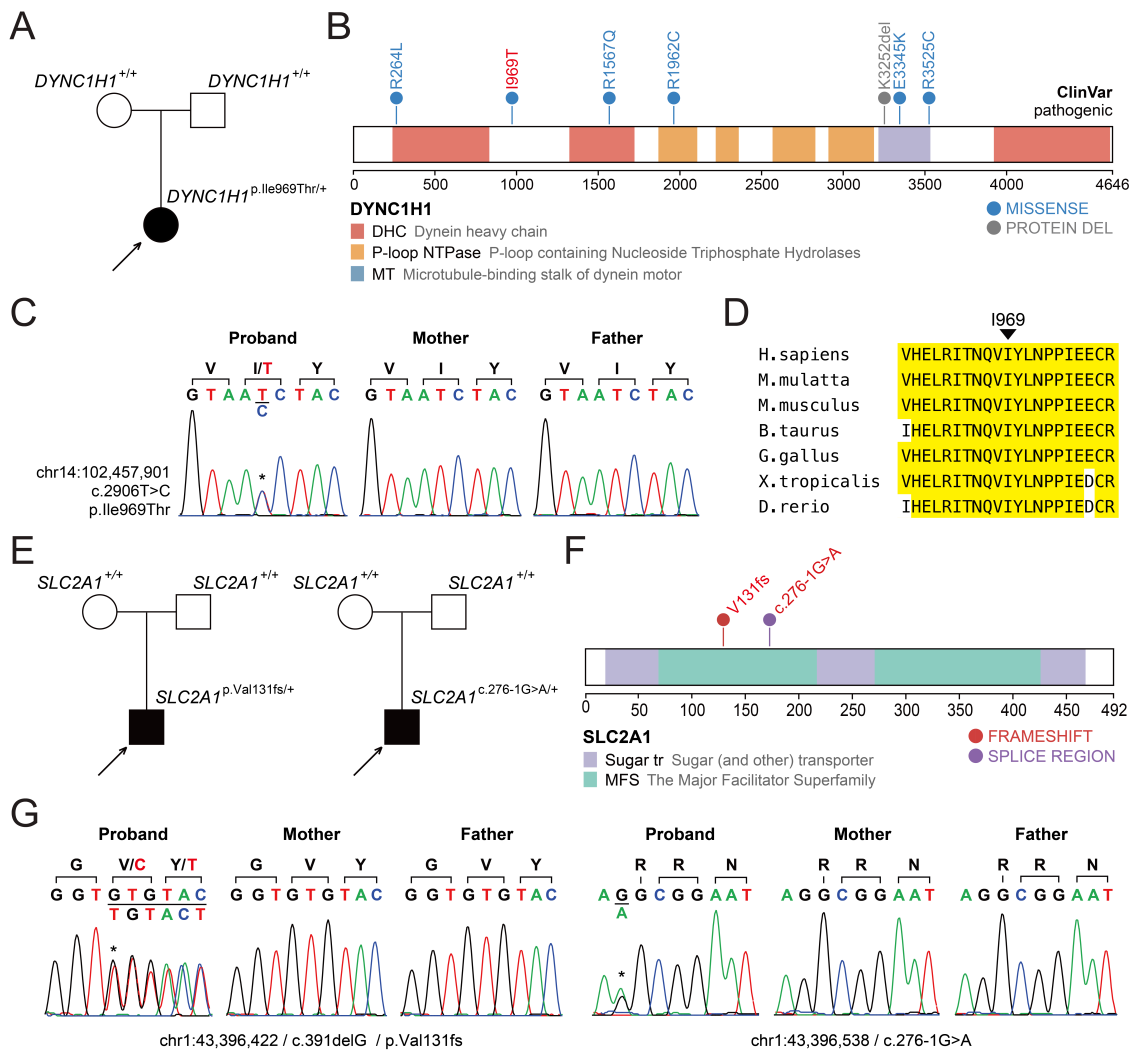 A
DYNC1H1+/+
DYNC1H1+/+
DYNC1H1p.Ile969Thr/+
B
R264L
I969T
R1567Q
R1962C
K3252del
E3345K
R3525C
ClinVar
pathogenic
0 500 1000 1500 2000 2500 3000 3500 4000 4646
DYNC1H1
DHC Dynein heavy chain
P-loop NTPase P-loop containing Nucleoside Triphosphate Hydrolases
MT Microtubule-binding stalk of dynein motor
MISSENSE
PROTEIN DEL
C
Proband Mother Father
V I/T Y V I Y V I Y
G T A A T C T A C G T A A T C T A C G T A A T C T A C
C
*
chr14:102,457,901
c.2906T>C
p.Ile969Thr
D
I969
H.sapiens VHELRITNQVIYLNPPIEECR
M.mulatta VHELRITNQVIYLNPPIEECR
M.musculus VHELRITNQVIYLNPPIEECR
B.taurus IHELRITNQVIYLNPPIEECR
G.gallus VHELRITNQVIYLNPPIEECR
X.tropicalis VHELRITNQVIYLNPPIEDCR
D.rerio IHELRITNQVIYLNPPIEDCR
E
SLC2A1+/+
SLC2A1+/+
SLC2A1p.Val131fs/+
SLC2A1+/+
SLC2A1+/+
SLC2A1c.276-1G>A/+
F
V131fs
c.276-1G>A
0 50 100 150 200 250 300 350 400 450 492
SLC2A1
Sugar tr Sugar (and other) transporter
MFS The Major Facilitator Superfamily
FRAMESHIFT
SPLICE REGION
G
Proband Mother Father Proband Mother Father
G V/C Y/T G V Y G V Y R R N R R N R R N
G G T G T G T A C G G T G T G T A C G G T G T G T A C A G G C G G A A T A G G C G G A A T A G G C G G A A T
T G T A C T A
* *
chr1:43,396,422 / c.391delG / p.Val131fs
chr1:43,396,538 / c.276-1G>A